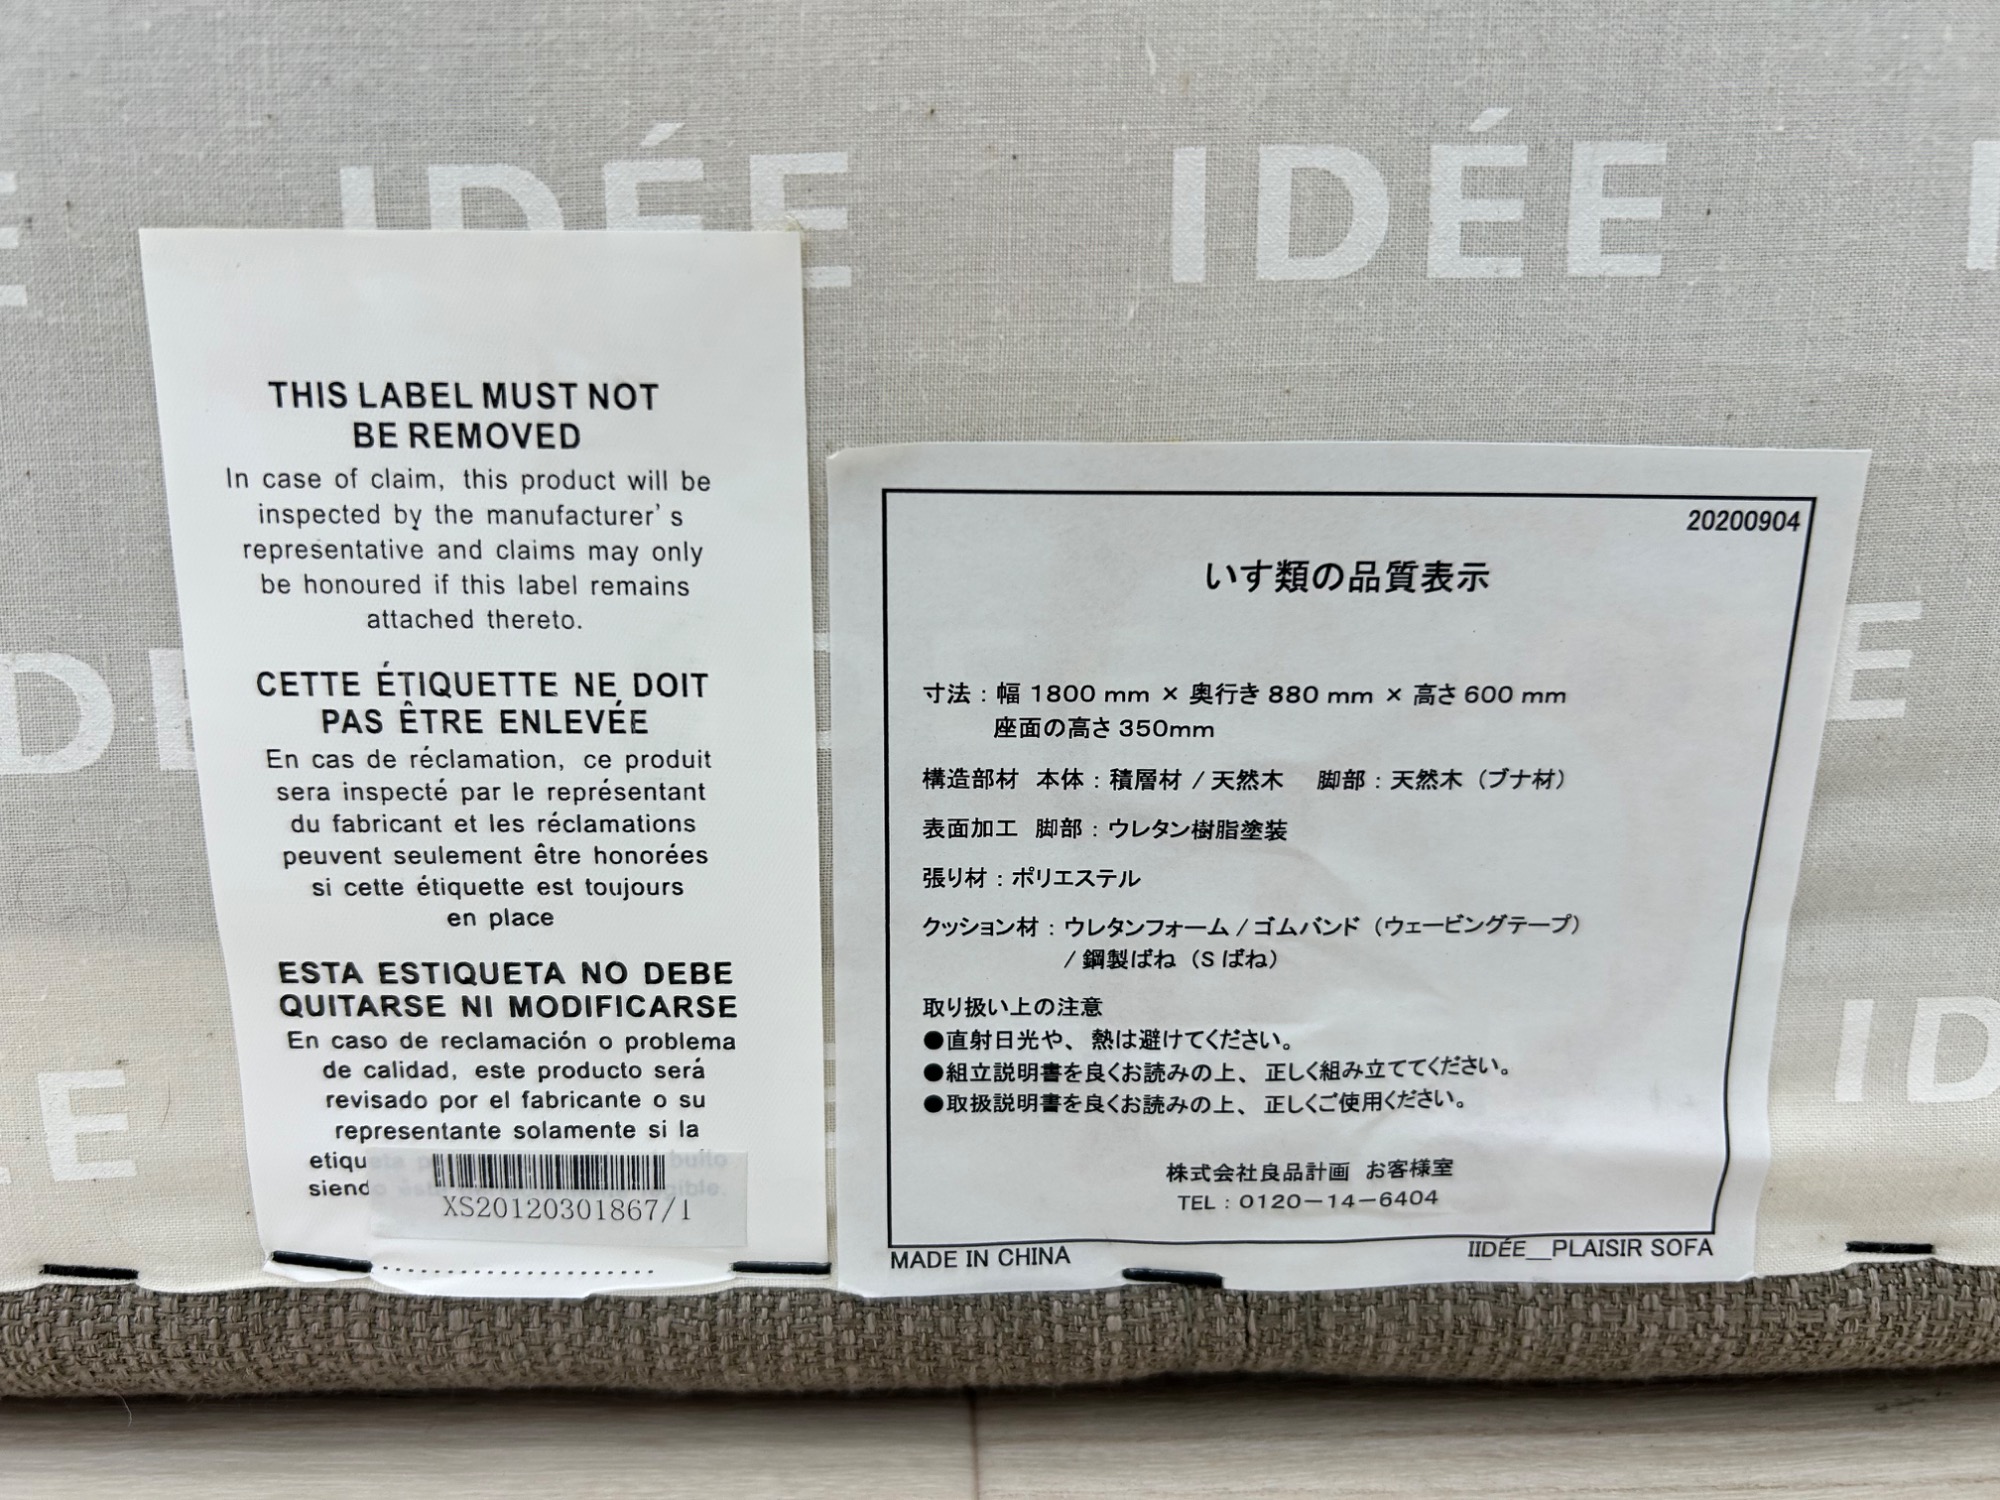 IDÉE
IDÉE
THIS LABEL MUST NOT
BE REMOVED
In case of claim, this product will be
inspected by the manufacturer's
representative and claims may only
be honoured if this label remains
attached thereto.
CETTE ÉTIQUETTE NE DOIT
PAS ÊTRE ENLEVÉE
En cas de réclamation, ce produit
sera inspecté par le représentant
du fabricant et les réclamations
peuvent seulement être honorées
si cette étiquette est toujours
en place
ESTA ESTIQUETA NO DEBE
QUITARSE NI MODIFICARSE
En caso de reclamación o problema
de calidad, este producto será
revisado por el fabricante o su
representante solamente si la
XS20120301867/1
20200904
いす類の品質表示
寸法：幅 1800 mm × 奥行き 880 mm × 高さ 600 mm
座面の高さ 350mm
構造部材 本体：積層材 / 天然木 脚部：天然木（ブナ材）
表面加工 脚部：ウレタン樹脂塗装
張り材：ポリエステル
クッション材：ウレタンフォーム / ゴムバンド（ウェービングテープ）
/ 鋼製ばね（S ばね）
取り扱い上の注意
●直射日光や、熱は避けてください。
●組立説明書を良くお読みの上、正しく組み立ててください。
●取扱説明書を良くお読みの上、正しくご使用ください。
株式会社良品計画 お客様室
TEL：0120－14－6404
MADE IN CHINA
IIDÉE__PLAISIR SOFA